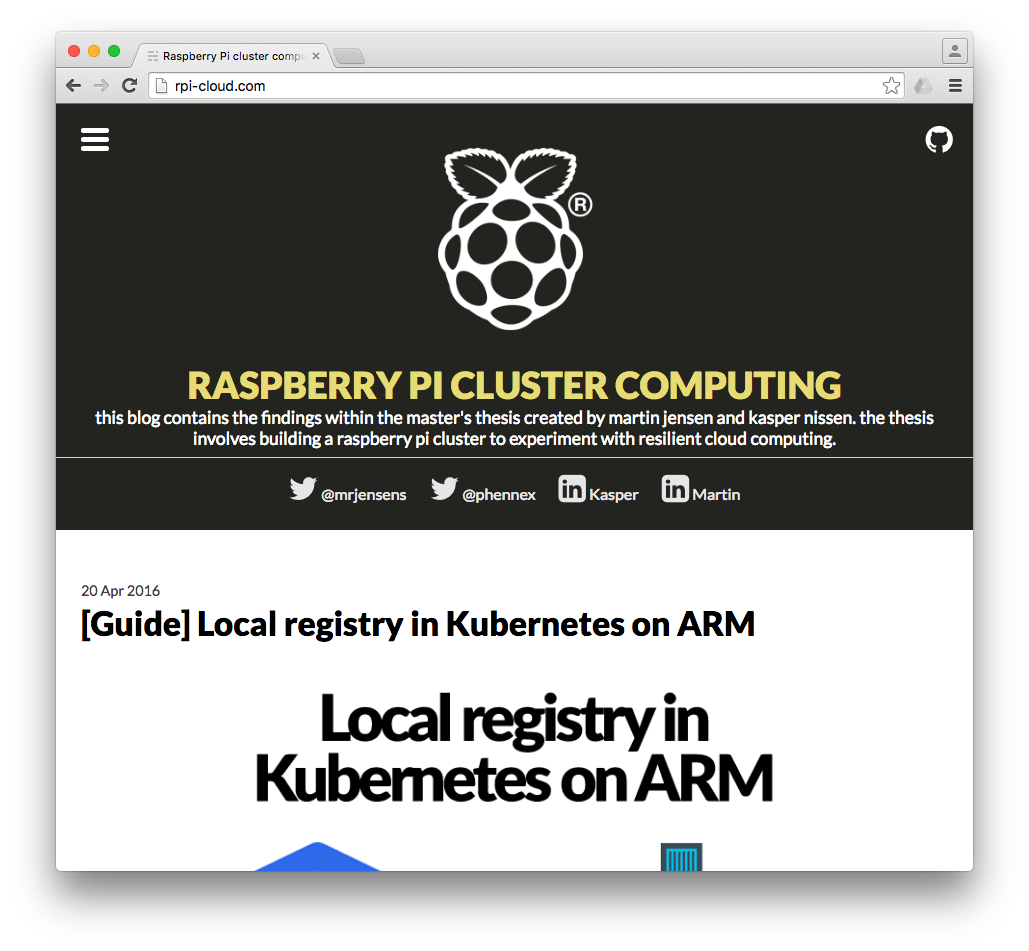 Raspberry Pi cluster compu
rpi-cloud.com
®
RASPBERRY PI CLUSTER COMPUTING
this blog contains the findings within the master's thesis created by martin jensen and kasper nissen. the thesis
involves building a raspberry pi cluster to experiment with resilient cloud computing.
@mrjensens @phennex in Kasper in Martin
20 Apr 2016
[Guide] Local registry in Kubernetes on ARM
Local registry in
Kubernetes on ARM